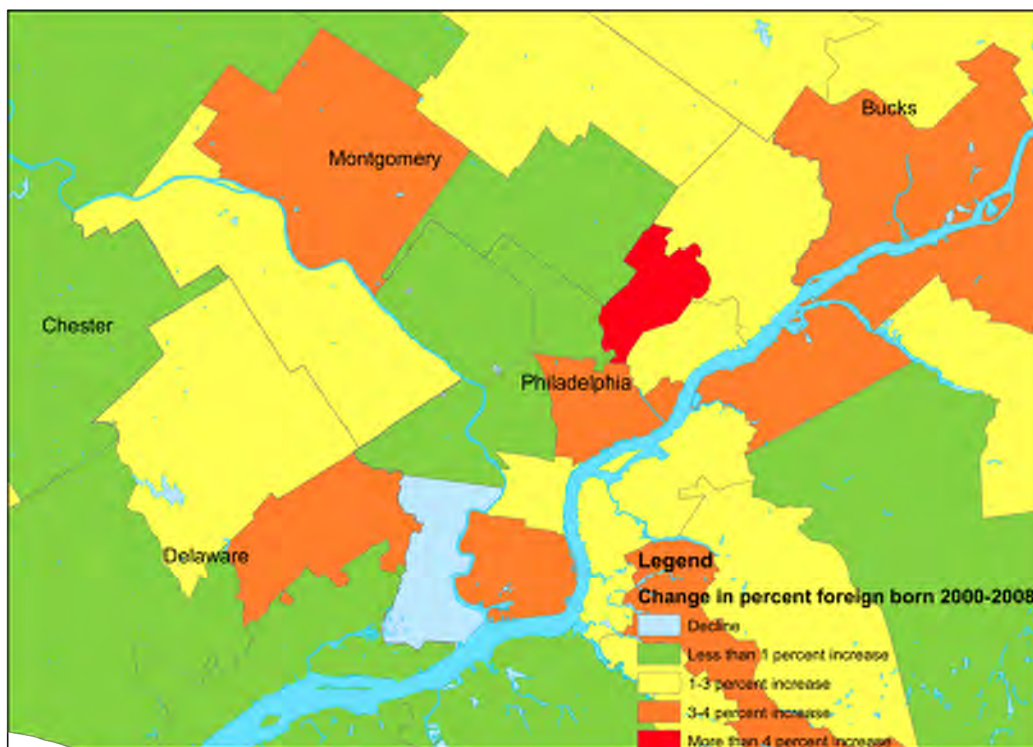 Bucks
Montgomery
Chester
Philadelphia
Delaware
Legend
Change in percent foreign born 2000-2008
Decline
Less than 1 percent increase
1-3 percent increase
3-4 percent increase
More than 4 percent increase